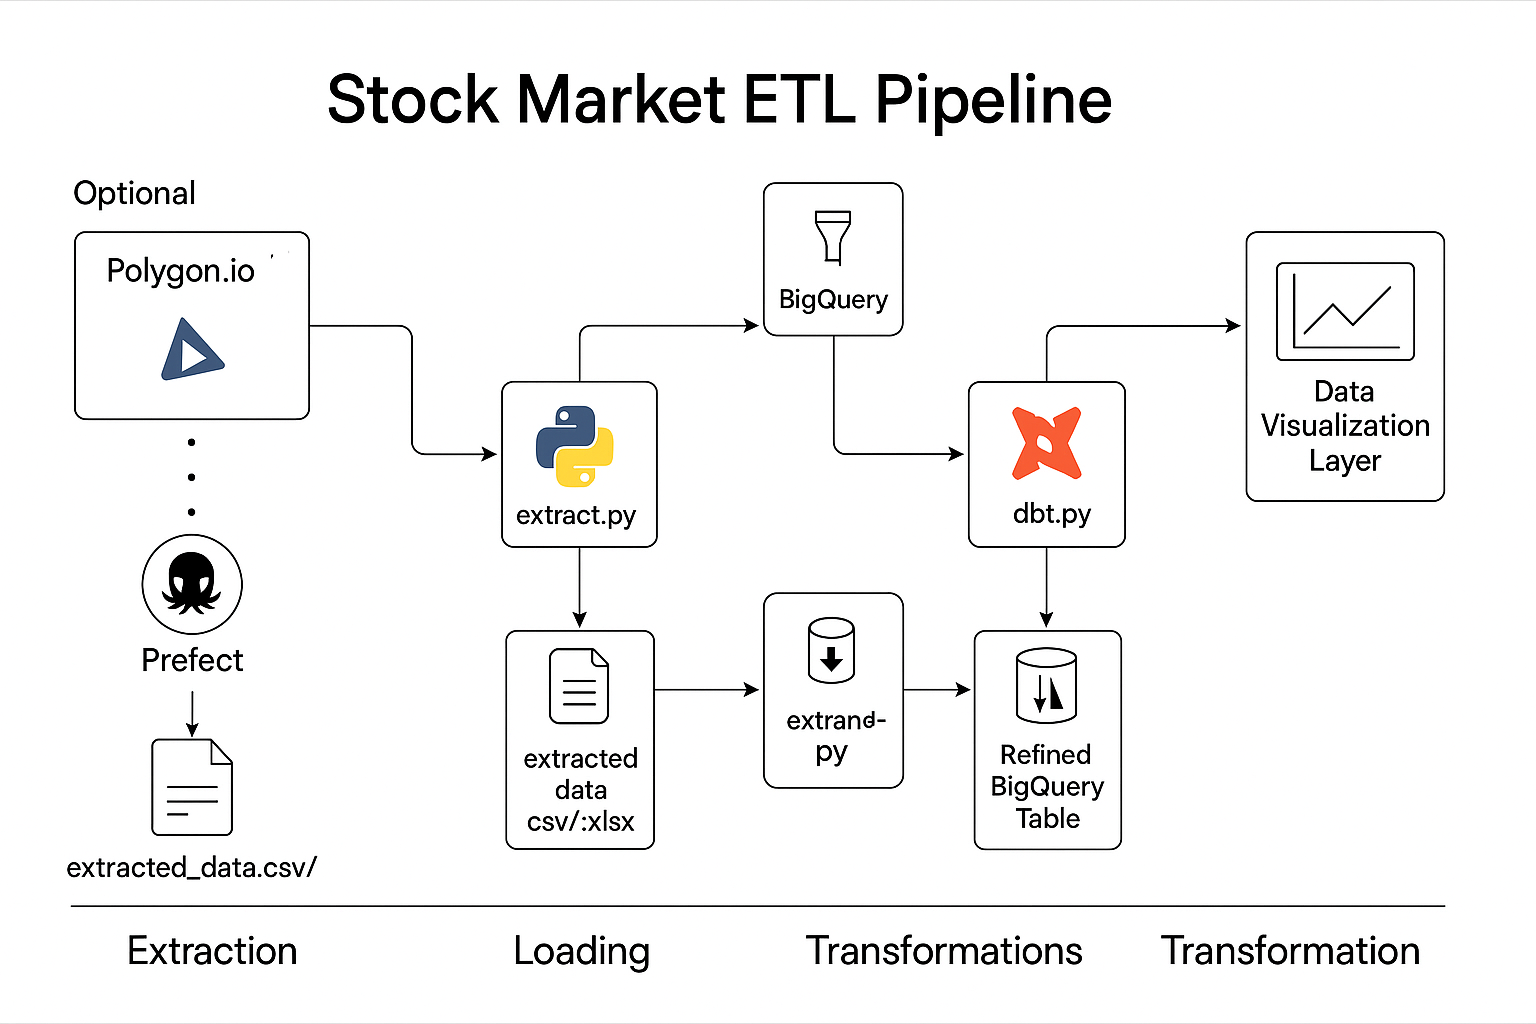 Stock Market ETL Pipeline
Optional
Polygon.io
BigQuery
extract.py
dbt.py
Data
Visualization
Layer
Prefect
extracted_data.csv/
extracted
data
csv/:xlsx
extrand-
py
Refined
BigQuery
Table
Extraction
Loading
Transformations
Transformation